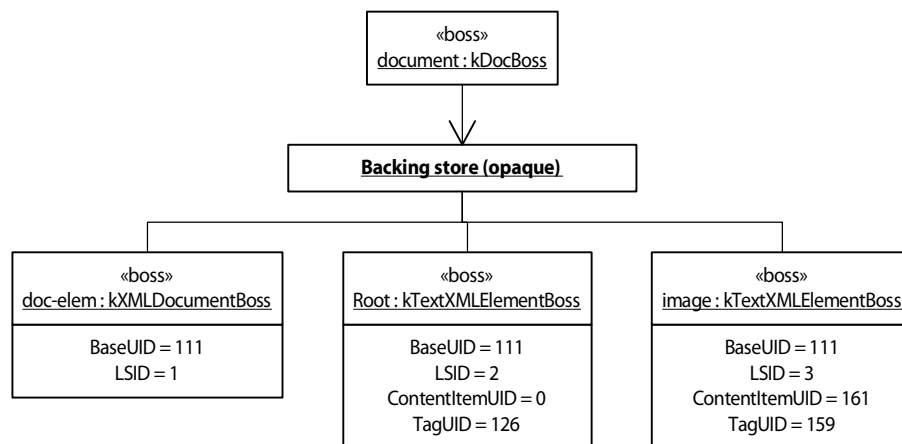 «boss»
document : kDocBoss
Backing store (opaque)
«boss»
doc-elem : kXMLDocumentBoss
BaseUID = 111
LSID = 1
«boss»
Root : kTextXMLElementBoss
BaseUID = 111
LSID = 2
ContentItemUID = 0
TagUID = 126
«boss»
image : kTextXMLElementBoss
BaseUID = 111
LSID = 3
ContentItemUID = 161
TagUID = 159